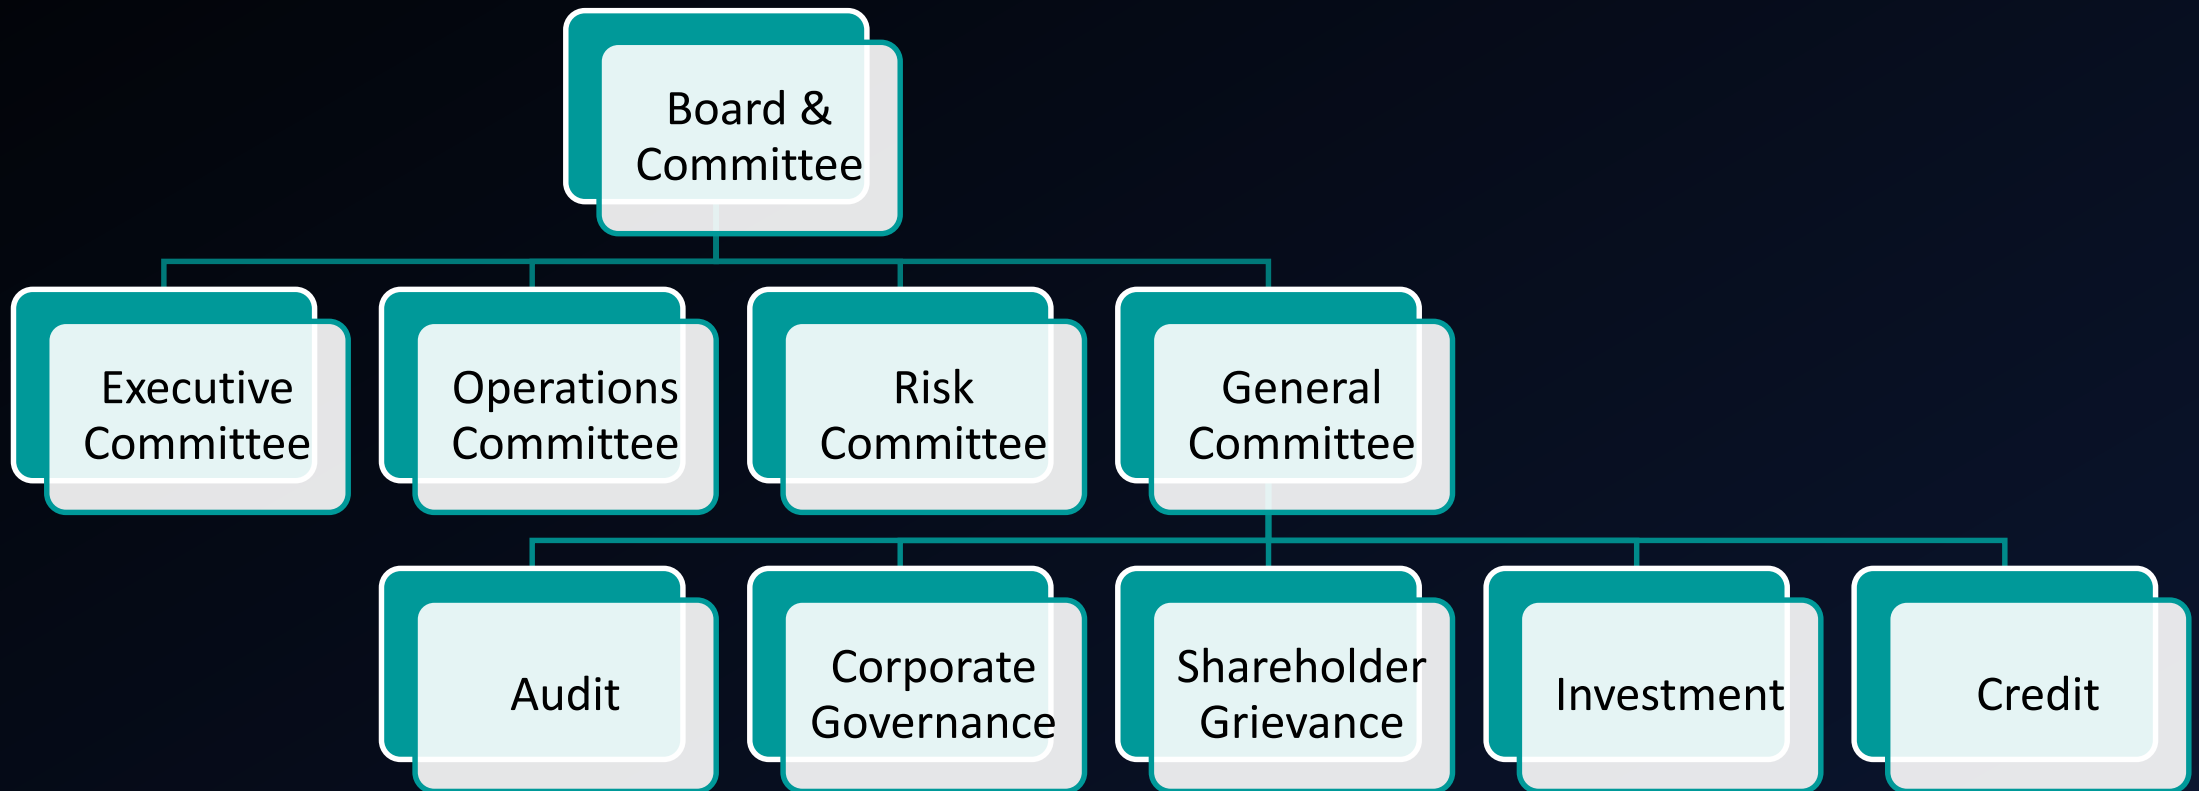 Board &
Committee
Executive
Committee
Operations
Committee
Risk
Committee
General
Committee
Audit
Corporate
Governance
Shareholder
Grievance
Investment
Credit